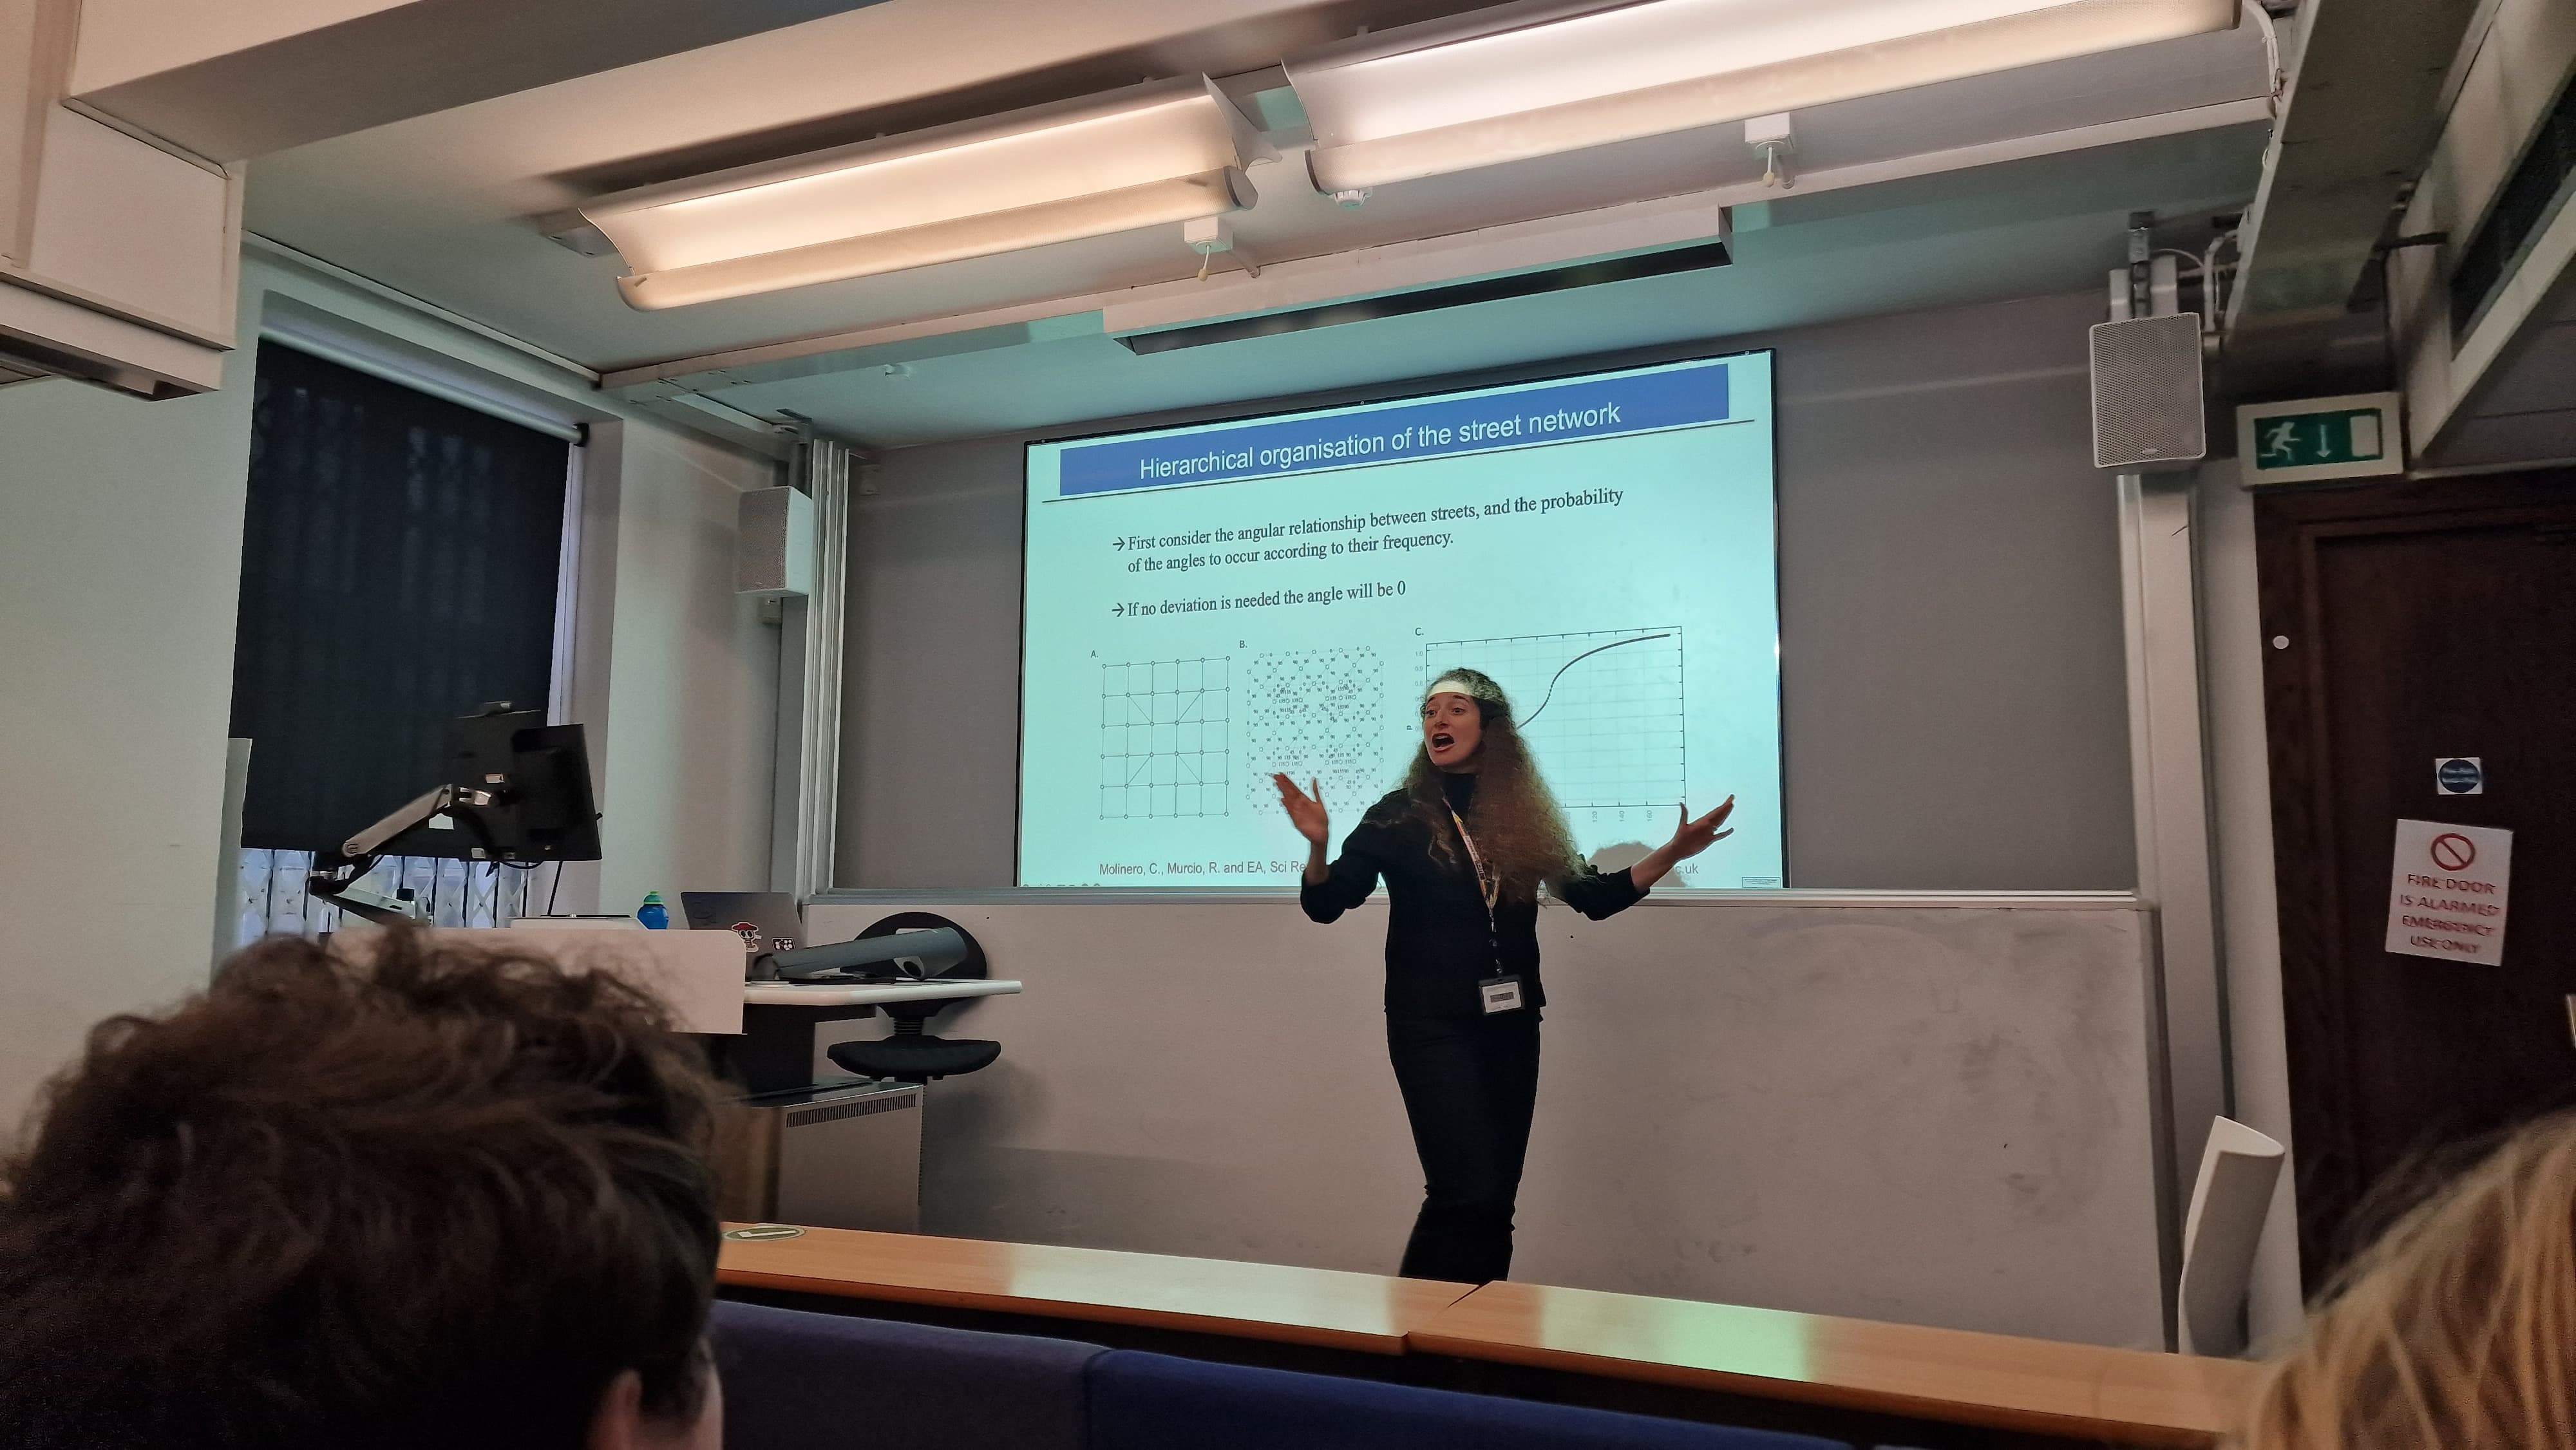 Hierarchical organisation of the street network
→ First consider the angular relationship between streets, and the probability
of the angles to occur according to their frequency.
→ If no deviation is needed the angle will be 0
A.
B.
C.
Molinero, C., Murcio, R. and EA, Sci Re
c.uk
FIRE DOOR
IS ALARMED
EMERGENCY
USE ONLY